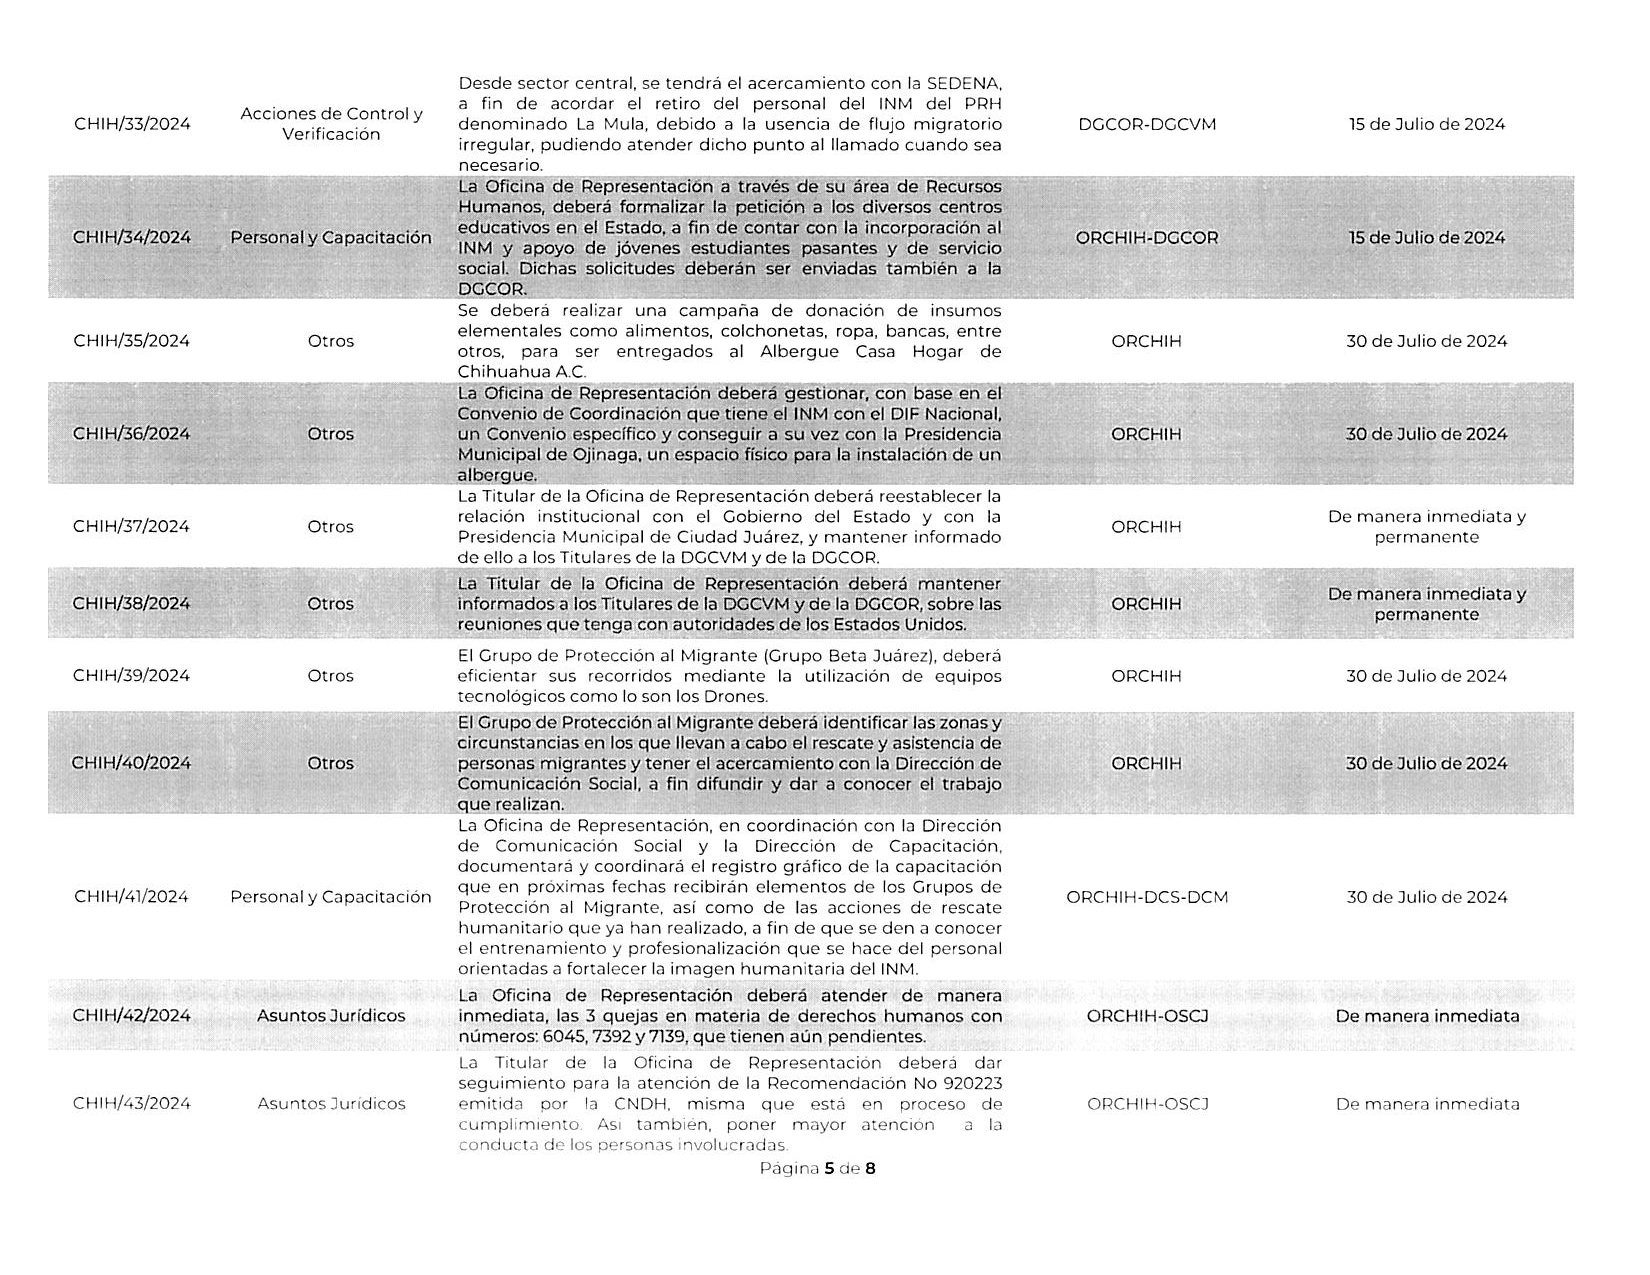 Desde sector central, se tendrá el acercamiento con la SEDENA,
a fin de acordar el retiro del personal del INM del PRH
CHIH/33/2024 Acciones de Control y Verificación denominado La Mula, debido a la usencia de flujo migratorio DGCOR-DGCVM 15 de Julio de 2024
irregular, pudiendo atender dicho punto al llamado cuando sea
necesario.
La Oficina de Representación a través de su área de Recursos
Humanos, deberá formalizar la petición a los diversos centros
educativos en el Estado, a fin de contar con la incorporación al
CHIH/34/2024 Personal y Capacitación INM y apoyo de jóvenes estudiantes pasantes y de servicio ORCHIH-DGCOR 15 de Julio de 2024
social. Dichas solicitudes deberán ser enviadas también a la
DGCOR.
Se deberá realizar una campaña de donación de insumos
elementales como alimentos, colchonetas, ropa, bancas, entre
CHIH/35/2024 Otros otros, para ser entregados al Albergue Casa Hogar de ORCHIH 30 de Julio de 2024
Chihuahua A.C.
La Oficina de Representación deberá gestionar, con base en el
Convenio de Coordinación que tiene el INM con el DIF Nacional,
CHIH/36/2024 Otros un Convenio específico y conseguir a su vez con la Presidencia ORCHIH 30 de Julio de 2024
Municipal de Ojinaga, un espacio físico para la instalación de un
albergue.
La Titular de la Oficina de Representación deberá reestablecer la
relación institucional con el Gobierno del Estado y con la
CHIH/37/2024 Otros Presidencia Municipal de Ciudad Juárez, y mantener informado ORCHIH De manera inmediata y permanente
de ello a los Titulares de la DGCVM y de la DGCOR.
La Titular de la Oficina de Representación deberá mantener
CHIH/38/2024 Otros informados a los Titulares de la DGCVM y de la DGCOR, sobre las ORCHIH De manera inmediata y permanente
reuniones que tenga con autoridades de los Estados Unidos.
El Grupo de Protección al Migrante (Grupo Beta Juárez), deberá
CHIH/39/2024 Otros eficientar sus recorridos mediante la utilización de equipos ORCHIH 30 de Julio de 2024
tecnológicos como lo son los Drones.
El Grupo de Protección al Migrante deberá identificar las zonas y
circunstancias en los que llevan a cabo el rescate y asistencia de
CHIH/40/2024 Otros personas migrantes y tener el acercamiento con la Dirección de ORCHIH 30 de Julio de 2024
Comunicación Social, a fin difundir y dar a conocer el trabajo
que realizan.
La Oficina de Representación, en coordinación con la Dirección
de Comunicación Social y la Dirección de Capacitación,
documentará y coordinará el registro gráfico de la capacitación
que en próximas fechas recibirán elementos de los Grupos de
CHIH/41/2024 Personal y Capacitación Protección al Migrante, así como de las acciones de rescate ORCHIH-DCS-DCM 30 de Julio de 2024
humanitario que ya han realizado, a fin de que se den a conocer
el entrenamiento y profesionalización que se hace del personal
orientadas a fortalecer la imagen humanitaria del INM.
La Oficina de Representación deberá atender de manera
CHIH/42/2024 Asuntos Jurídicos inmediata, las 3 quejas en materia de derechos humanos con ORCHIH-OSCJ De manera inmediata
números: 6045, 7392 y 7139, que tienen aún pendientes.
La Titular de la Oficina de Representación deberá dar
seguimiento para la atención de la Recomendación No 920223
CHIH/43/2024 Asuntos Jurídicos emitida por la CNDH, misma que está en proceso de ORCHIH-OSCJ De manera inmediata
cumplimiento. Asi también, poner mayor atención a la
conducta de los personas involucradas.
Página 5 de 8